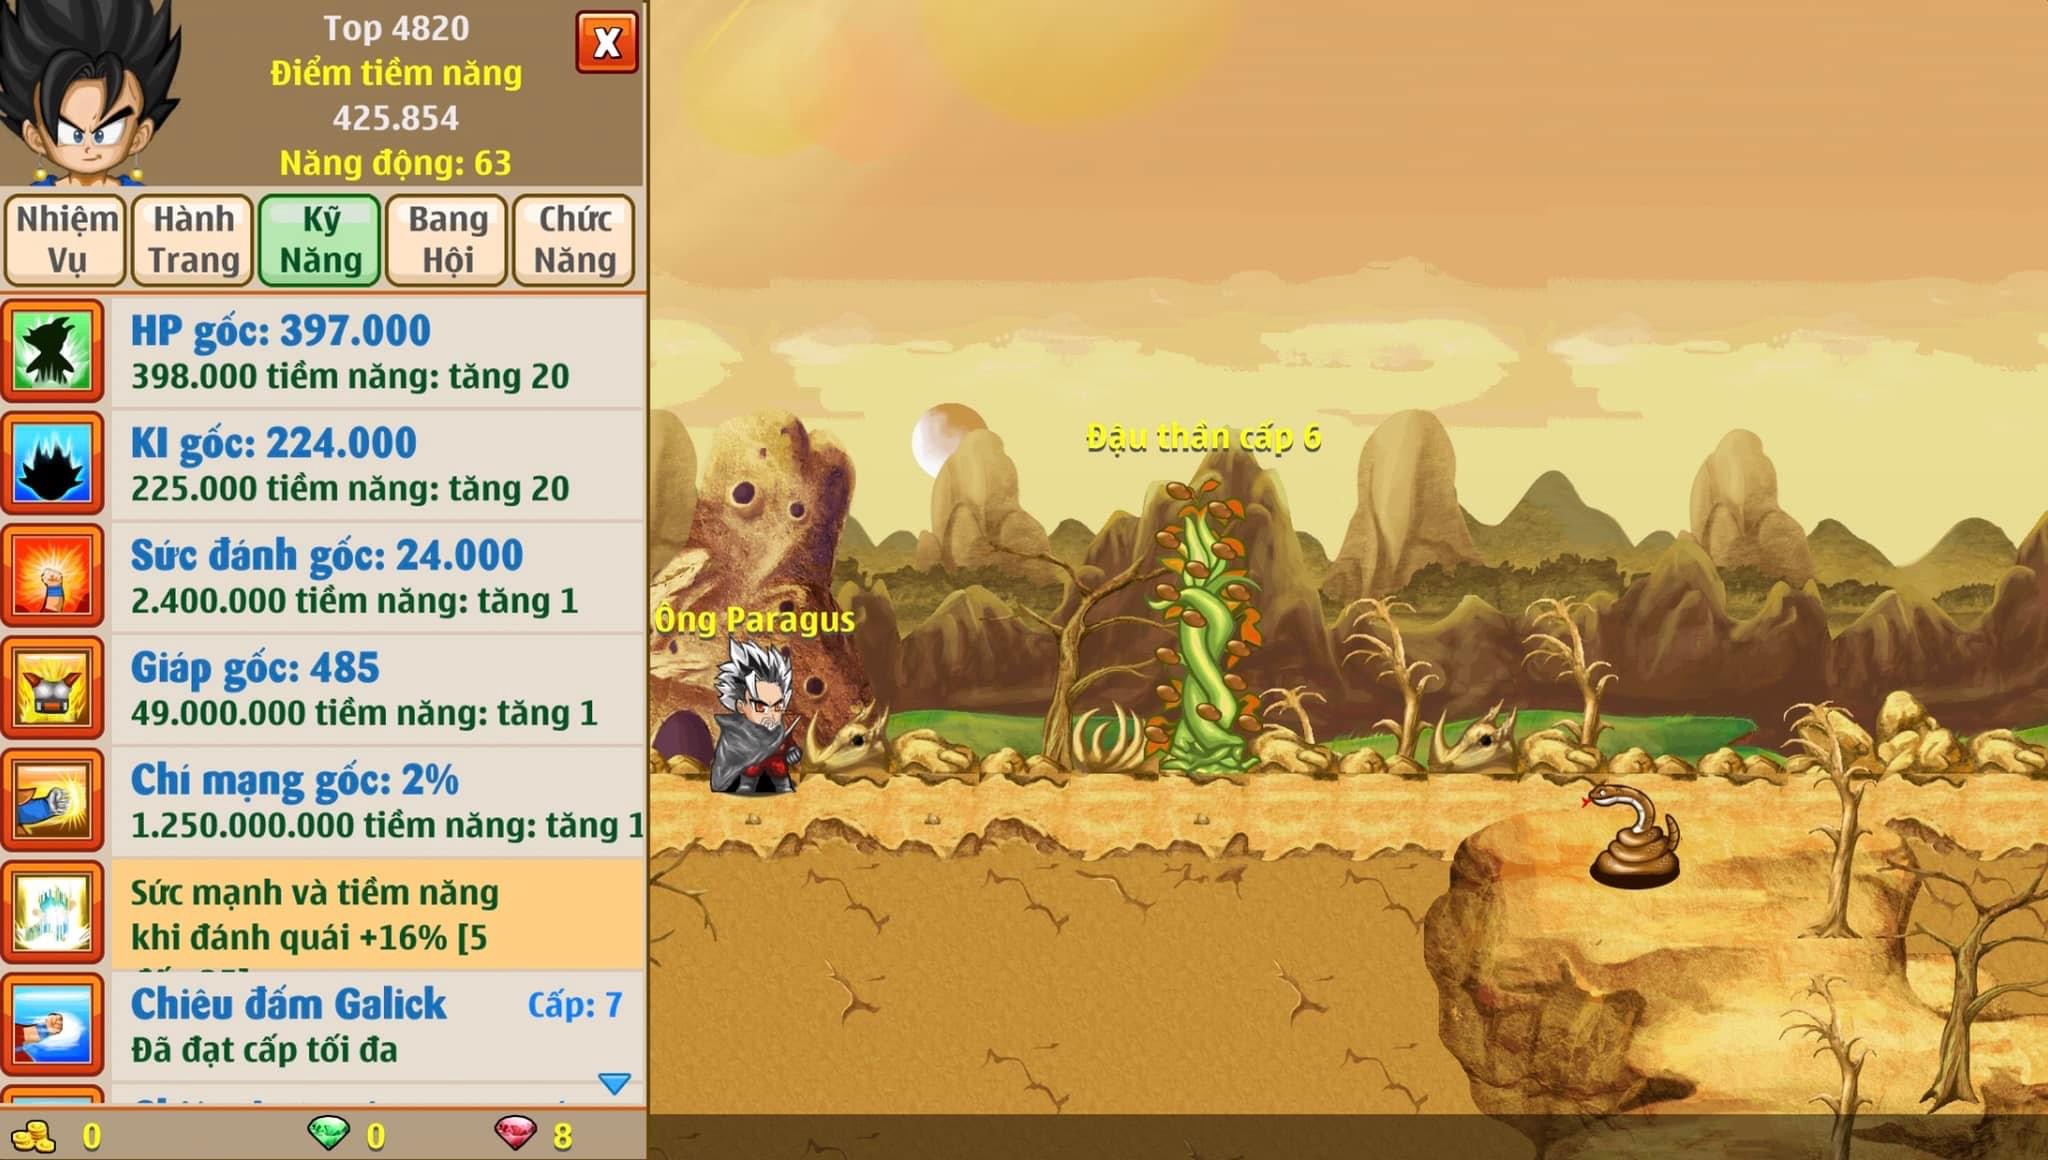 Top 4820
Điểm tiềm năng
425.854
Năng động: 63
X
Nhiệm Vụ
Hành Trang
Kỹ Năng
Bang Hội
Chức Năng
HP gốc: 397.000
398.000 tiềm năng: tăng 20
KI gốc: 224.000
225.000 tiềm năng: tăng 20
Sức đánh gốc: 24.000
2.400.000 tiềm năng: tăng 1
Giáp gốc: 485
49.000.000 tiềm năng: tăng 1
Chí mạng gốc: 2%
1.250.000.000 tiềm năng: tăng 1
Sức mạnh và tiềm năng
khi đánh quái +16% [5
Chiêu đấm Galick Cấp: 7
Đã đạt cấp tối đa
0 0 8
Đậu thần cấp 6
Ông Paragus